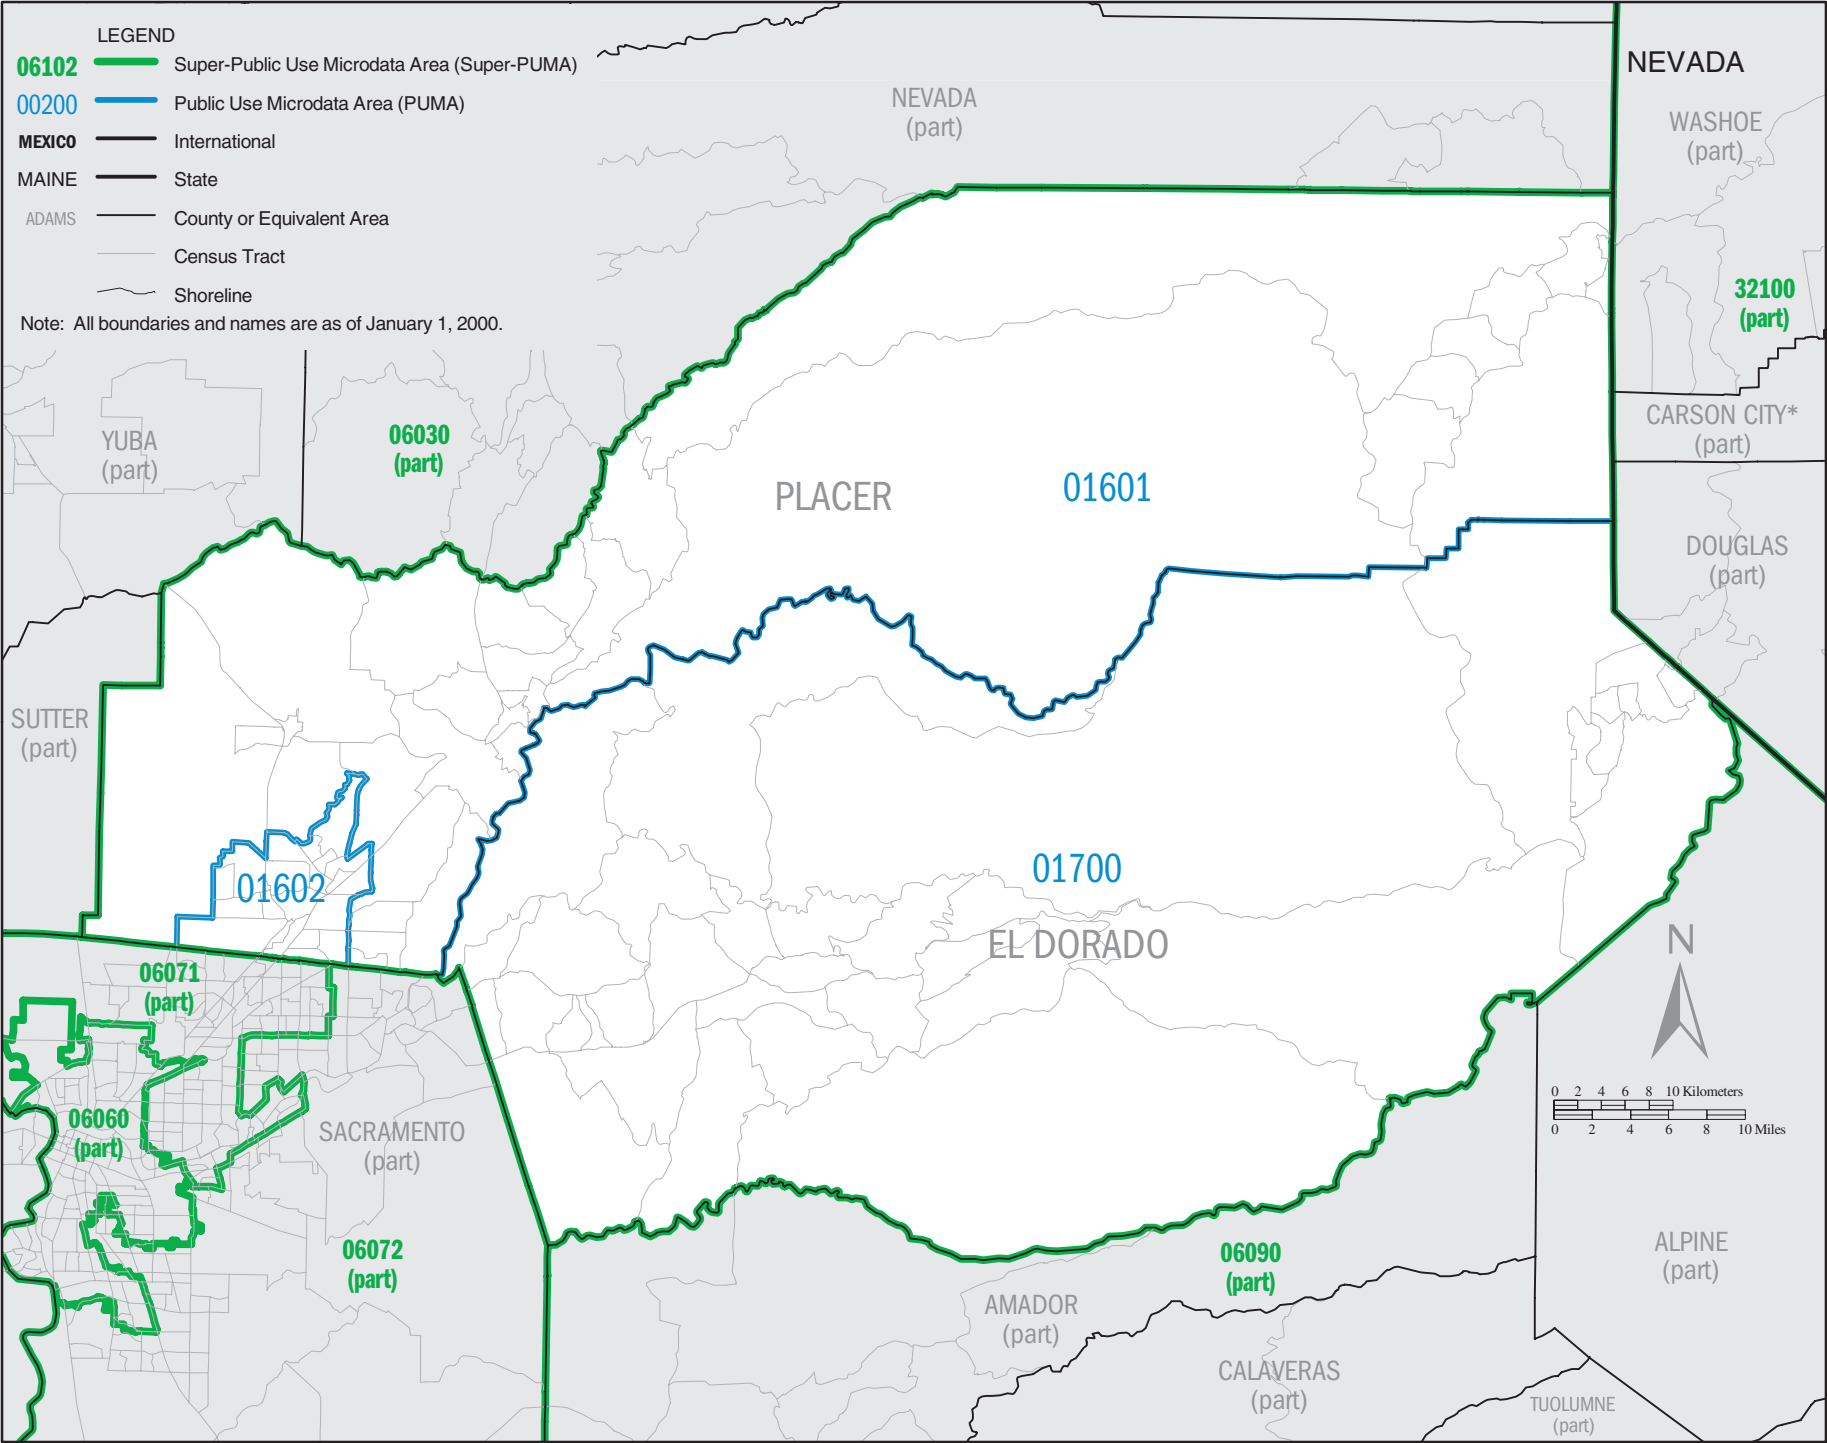 LEGEND
06102 Super-Public Use Microdata Area (Super-PUMA)
00200 Public Use Microdata Area (PUMA)
MEXICO International
MAINE State
ADAMS County or Equivalent Area
Census Tract
Shoreline
Note: All boundaries and names are as of January 1, 2000.
NEVADA
(part)
NEVADA
WASHOE
(part)
32100
(part)
CARSON CITY*
(part)
DOUGLAS
(part)
YUBA
(part)
06030
(part)
PLACER
01601
SUTTER
(part)
01602
01700
EL DORADO
06071
(part)
06060
(part)
SACRAMENTO
(part)
06072
(part)
N
0 2 4 6 8 10 Kilometers
0 2 4 6 8 10 Miles
06090
(part)
ALPINE
(part)
AMADOR
(part)
CALAVERAS
(part)
TUOLUMNE
(part)